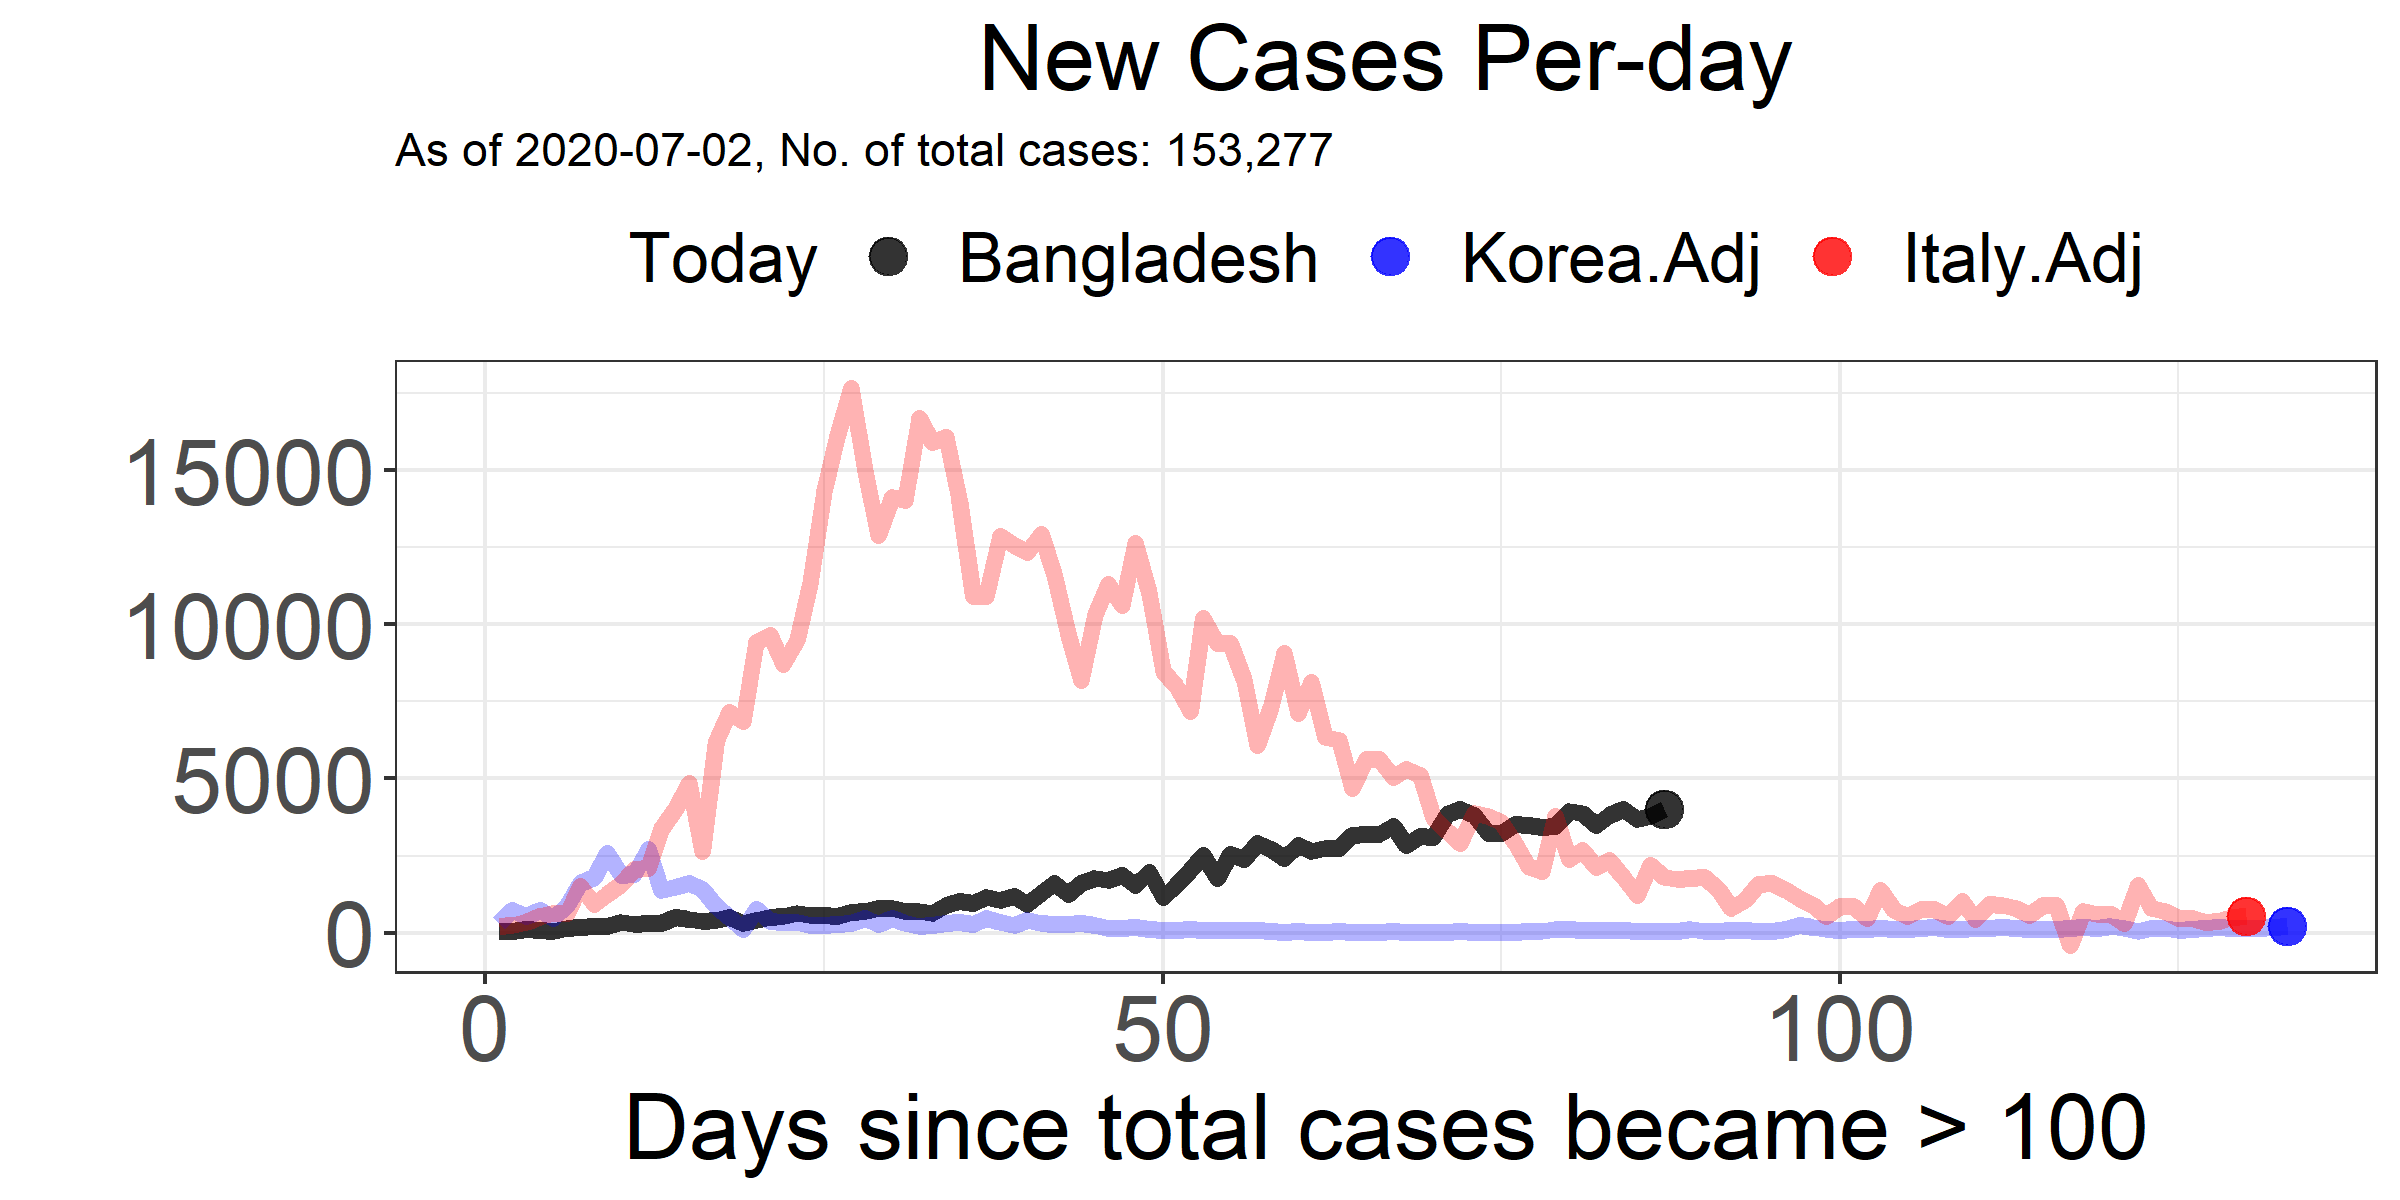 New Cases Per-day
As of 2020-07-02, No. of total cases: 153,277
Today Bangladesh Korea.Adj Italy.Adj
15000
10000
5000
0
0 50 100
Days since total cases became > 100